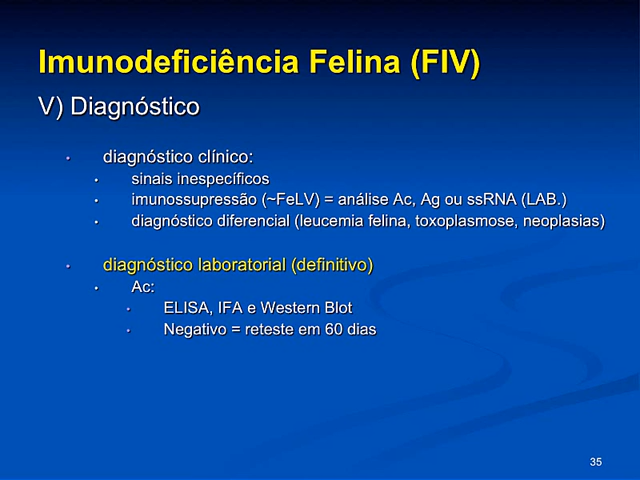 Imunodeficiência Felina (FIV)
V) Diagnóstico
• diagnóstico clínico:
• sinais inespecíficos
• imunossupressão (~FeLV) = análise Ac, Ag ou ssRNA (LAB.)
• diagnóstico diferencial (leucemia felina, toxoplasmose, neoplasias)
• diagnóstico laboratorial (definitivo)
• Ac:
• ELISA, IFA e Western Blot
• Negativo = reteste em 60 dias
35